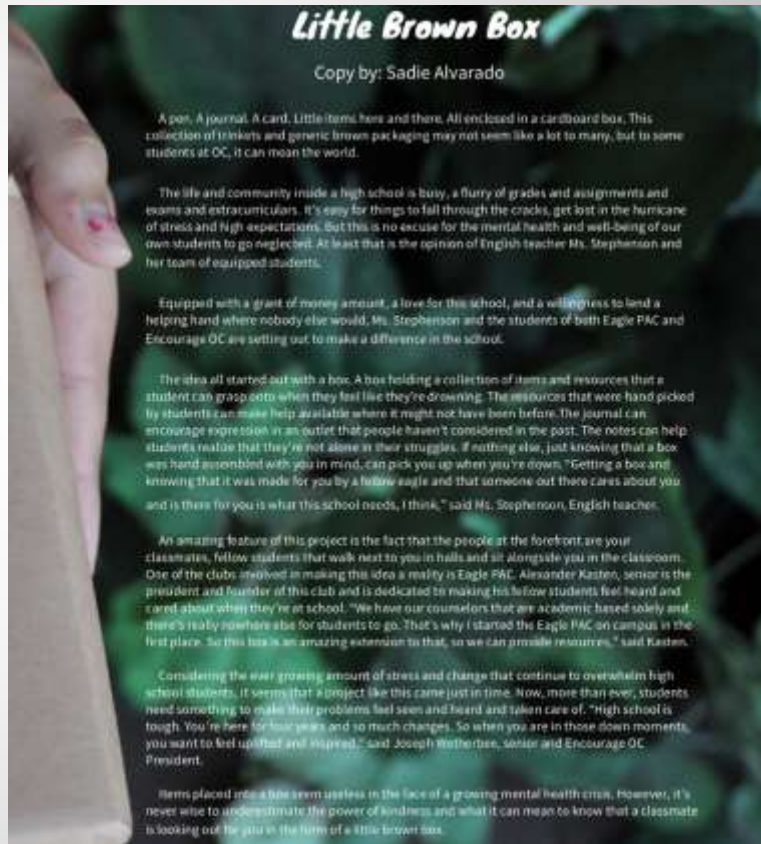 Little Brown Box
Copy by: Sadie Alvarado
A pen. A journal. A card. Little items here and there. All enclosed in a cardboard box. This
collection of trinkets and generic brown packaging may not seem like a lot to many, but to some
students at OC, it can mean the world.
The life and community inside a high school is busy, a flurry of grades and assignments and
exams and extracurriculars. It's easy for things to fall through the cracks, get lost in the hurricane
of stress and high expectations. But this is no excuse for the mental health and well-being of our
own students to go neglected. At least that is the opinion of English teacher Ms. Stephenson and
her team of equipped students.
Equipped with a grant of money amount, a love for this school, and a willingness to lend a
helping hand where nobody else would, Ms. Stephenson and the students of both Eagle PAC and
Encourage OC are setting out to make a difference in the school.
The idea all started out with a box. A box holding a collection of items and resources that a
student can grasp onto when they feel like they're drowning. The resources that were hand picked
by students can make help available where it might not have been before. The journal can
encourage expression in an outlet that people haven't considered in the past. The notes can help
students realize that they're not alone in their struggles. If nothing else, just knowing that a box
was hand assembled with you in mind, can pick you up when you're down. "Getting a box and
knowing that it was made for you by a fellow eagle and that someone out there cares about you
and is there for you is what this school needs, I think," said Ms. Stephenson, English teacher.
An amazing feature of this project is the fact that the people at the forefront are your
classmates, fellow students that walk next to you in halls and sit alongside you in the classroom.
One of the clubs involved in making this idea a reality is Eagle PAC. Alexander Kasten, senior is the
president and founder of this club and is dedicated to making his fellow students feel heard and
cared about when they're at school. "We have our counselors that are academic based solely and
there's really nowhere else for students to go. That's why I started the Eagle PAC on campus in the
first place. So this box is an amazing extension to that, so we can provide resources," said Kasten.
Considering the ever growing amount of stress and change that continue to overwhelm high
school students, it seems that a project like this came just in time. Now, more than ever, students
need something to make their problems feel seen and heard and taken care of. "High school is
tough. You're here for four years and so much changes. So when you are in those down moments,
you want to feel uplifted and inspired," said Joseph Wethertee, senior and Encourage OC
President.
Items placed into a box seem useless in the face of a growing mental health crisis. However, it's
never wise to underestimate the power of kindness and what it can mean to know that a classmate
is looking out for you in the form of a little brown box.